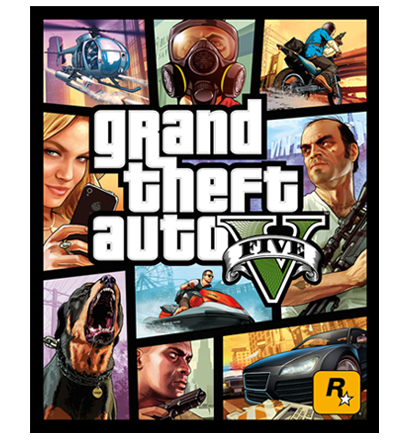 grand
theft
auto
V
FIVE
R